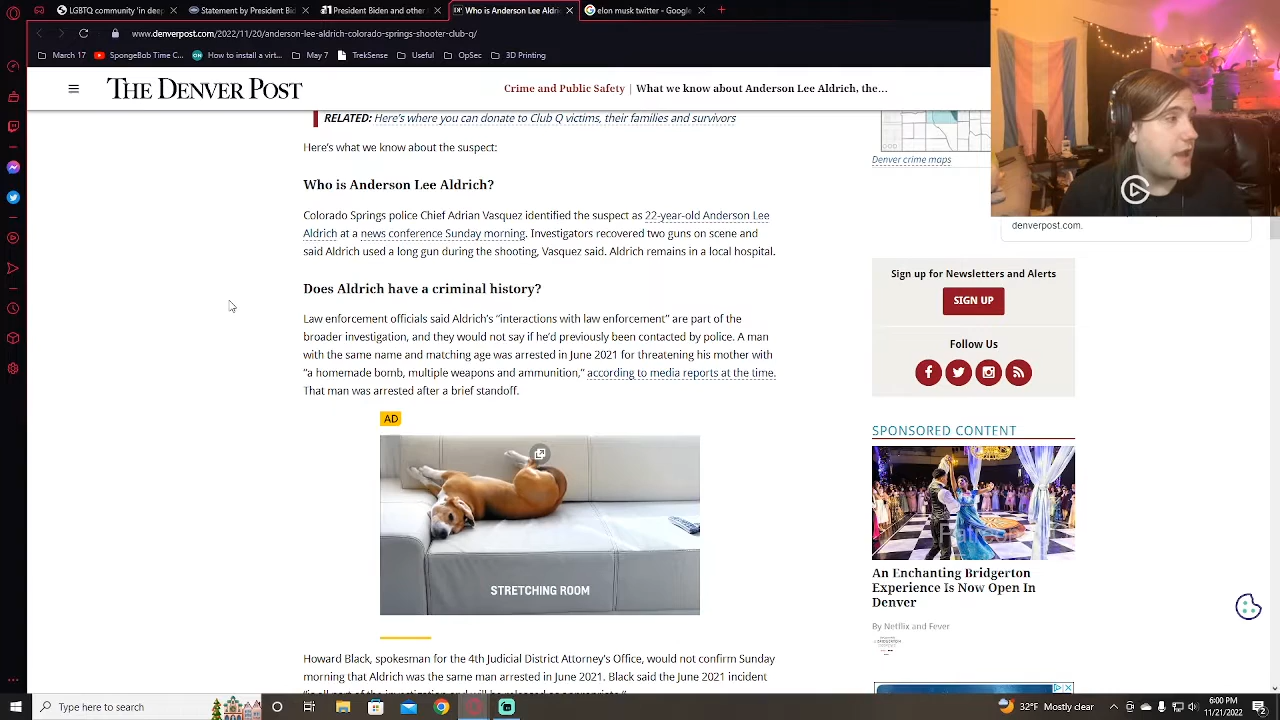 LGBTQ community 'in deep
Statement by President Bi
President Biden and other
Who is Anderson Lee Aldri
elon musk twitter - Google
www.denverpost.com/2022/11/20/anderson-lee-aldrich-colorado-springs-shooter-club-q/
March 17
SpongeBob Time C...
How to install a virt...
May 7
TrekSense
Useful
OpSec
3D Printing
THE DENVER POST
Crime and Public Safety | What we know about Anderson Lee Aldrich, the...
RELATED: Here's where you can donate to Club Q victims, their families and survivors
Here's what we know about the suspect:
Who is Anderson Lee Aldrich?
Colorado Springs police Chief Adrian Vasquez identified the suspect as 22-year-old Anderson Lee
Aldrich at a news conference Sunday morning. Investigators recovered two guns on scene and
said Aldrich used a long gun during the shooting, Vasquez said. Aldrich remains in a local hospital.
Does Aldrich have a criminal history?
Law enforcement officials said Aldrich's "interactions with law enforcement" are part of the
broader investigation, and they would not say if he'd previously been contacted by police. A man
with the same name and matching age was arrested in June 2021 for threatening his mother with
"a homemade bomb, multiple weapons and ammunition," according to media reports at the time.
That man was arrested after a brief standoff.
AD
STRETCHING ROOM
Howard Black, spokesman for the 4th Judicial District Attorney's Office, would not confirm Sunday
morning that Aldrich was the same man arrested in June 2021. Black said the June 2021 incident
Denver crime maps
denverpost.com.
Sign up for Newsletters and Alerts
SIGN UP
Follow Us
SPONSORED CONTENT
An Enchanting Bridgerton
Experience Is Now Open In
Denver
By Netflix and Fever
Type here to search
32°F Mostly clear
6:00 PM
11/21/2022